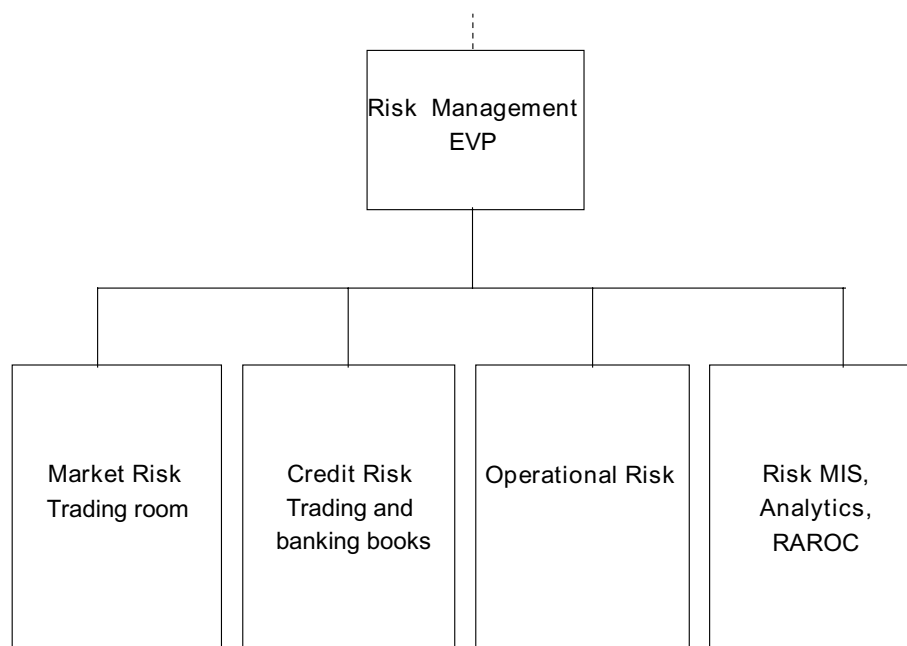 Risk Management
EVP
Market Risk
Trading room
Credit Risk
Trading and
banking books
Operational Risk
Risk MIS,
Analytics,
RAROC